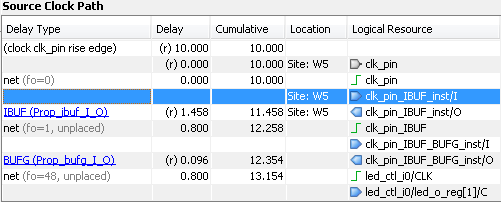 Source Clock Path
Delay Type Delay Cumulative Location Logical Resource
(clock clk_pin rise edge) (r) 10.000 10.000
(r) 0.000 10.000 Site: W5 clk_pin
net (fo=0) 0.000 10.000 clk_pin
Site: W5 clk_pin_IBUF_inst/I
IBUF (Prop_ibuf_I_O) (r) 1.458 11.458 Site: W5 clk_pin_IBUF_inst/O
net (fo=1, unplaced) 0.800 12.258 clk_pin_IBUF
clk_pin_IBUF_BUFG_inst/I
BUFG (Prop_bufg_I_O) (r) 0.096 12.354 clk_pin_IBUF_BUFG_inst/O
net (fo=48, unplaced) 0.800 13.154 led_ctl_i0/CLK
led_ctl_i0/led_o_reg[1]/C